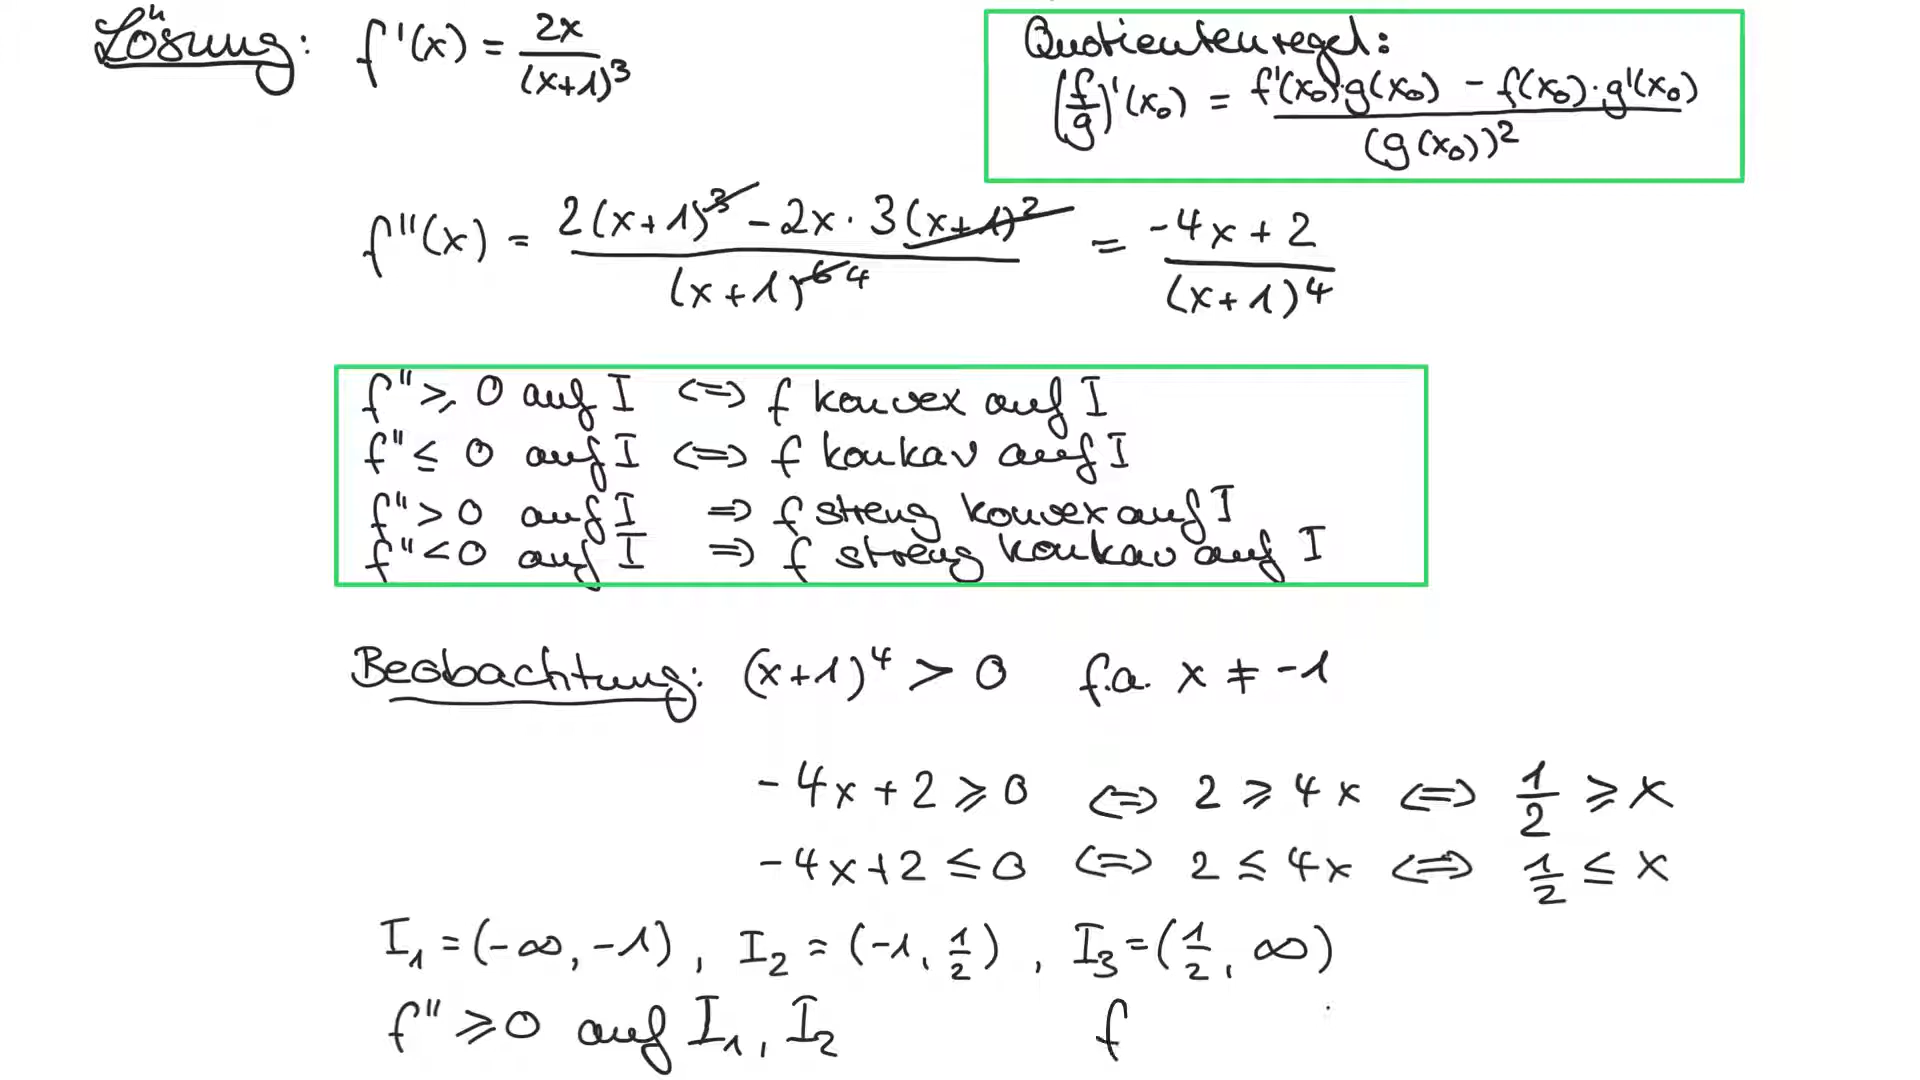 Lösung: f'(x) = 2x / (x+1)^3
Quotientenregel:
(f/g)'(x₀) = (f'(x₀)·g(x₀) - f(x₀)·g'(x₀)) / (g(x₀))^2
f''(x) = (2(x+1)^3 - 2x · 3(x+1)^2) / (x+1)^6 4 = (-4x + 2) / (x+1)^4
f'' ⩾ 0 auf I ⟺ f konvex auf I
f'' ≤ 0 auf I ⟺ f konkav auf I
f'' > 0 auf I ⟹ f streng konvex auf I
f'' < 0 auf I ⟹ f streng konkav auf I
Beobachtung: (x+1)^4 > 0 f.a. x ≠ -1
-4x + 2 ⩾ 0 ⟺ 2 ⩾ 4x ⟺ 1/2 ⩾ x
-4x + 2 ≤ 0 ⟺ 2 ≤ 4x ⟺ 1/2 ≤ x
I₁ = (-∞, -1), I₂ = (-1, 1/2), I₃ = (1/2, ∞)
f'' ⩾ 0 auf I₁, I₂ f